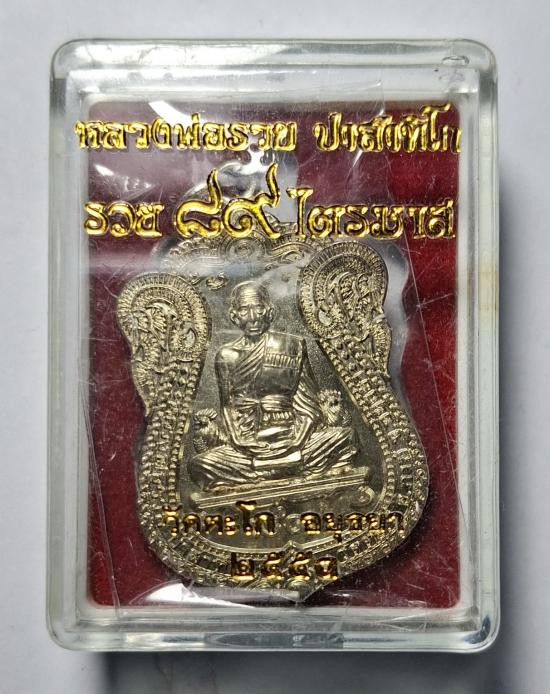 หลวงพ่อรวย ปาสาทิโก
รวย ๘๙ ไตรมาส
วัดตะโก อยุธยา
๒๕๕๓